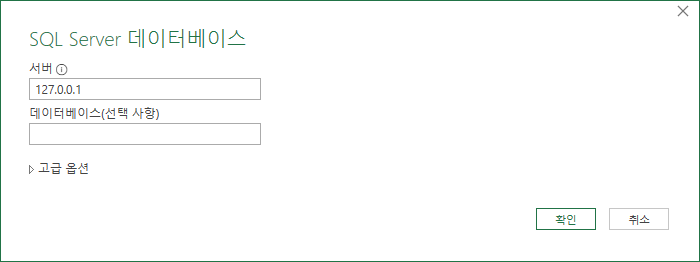 SQL Server 데이터베이스
서버
127.0.0.1
데이터베이스(선택 사항)
고급 옵션
확인 취소